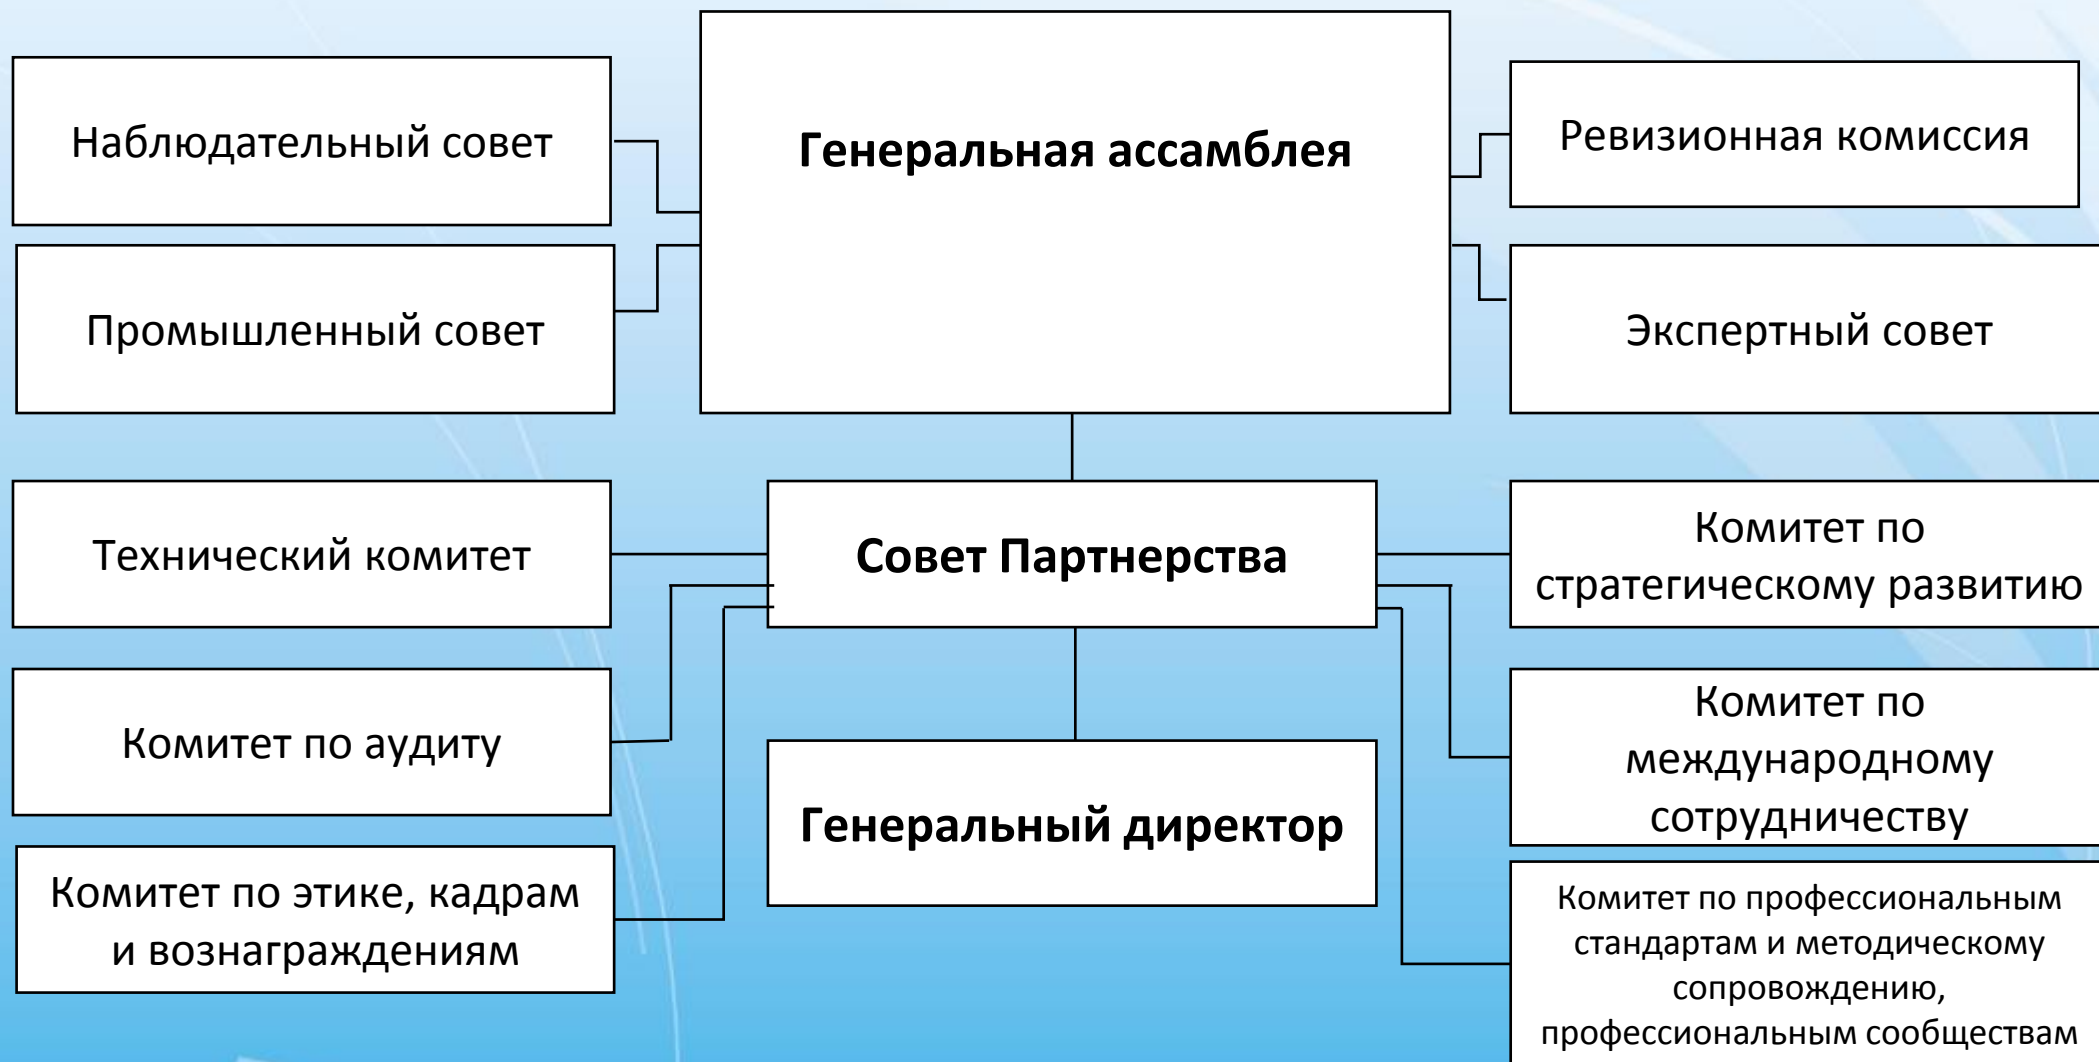 Наблюдательный совет
Генеральная ассамблея
Ревизионная комиссия
Промышленный совет
Экспертный совет
Технический комитет
Совет Партнерства
Комитет по
стратегическому развитию
Комитет по аудиту
Генеральный директор
Комитет по
международному
сотрудничеству
Комитет по этике, кадрам
и вознаграждениям
Комитет по профессиональным
стандартам и методическому
сопровождению,
профессиональным сообществам